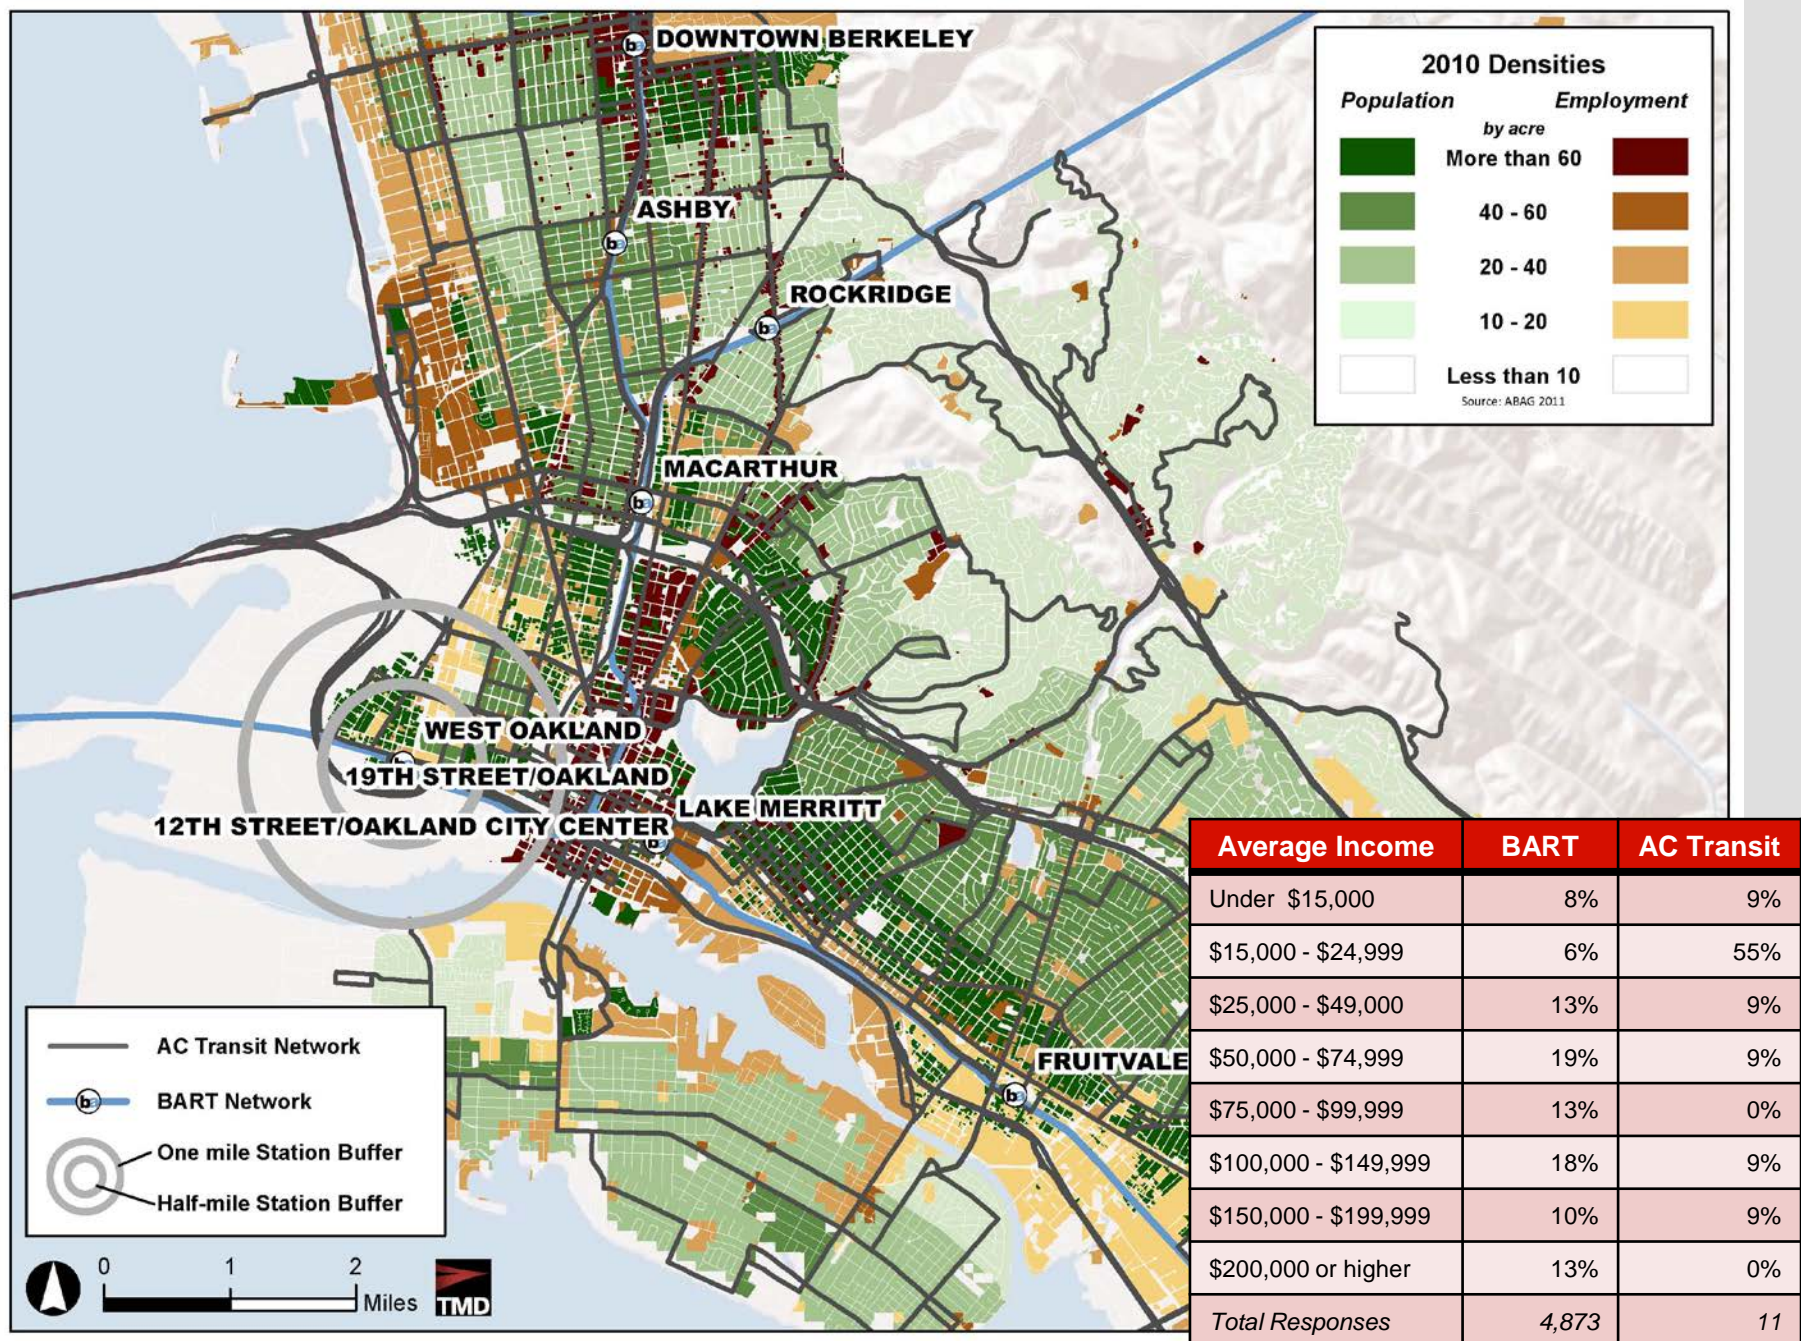 DOWNTOWN BERKELEY
ASHBY
ROCKRIDGE
MACARTHUR
WEST OAKLAND
19TH STREET/OAKLAND
LAKE MERRITT
12TH STREET/OAKLAND CITY CENTER
FRUITVALE
2010 Densities
Population Employment
by acre
More than 60
40 - 60
20 - 40
10 - 20
Less than 10
Source: ABAG 2011
AC Transit Network
ba BART Network
One mile Station Buffer
Half-mile Station Buffer
0 1 2
Miles
TMD
Average Income BART AC Transit
Under $15,000 8% 9%
$15,000 - $24,999 6% 55%
$25,000 - $49,000 13% 9%
$50,000 - $74,999 19% 9%
$75,000 - $99,999 13% 0%
$100,000 - $149,999 18% 9%
$150,000 - $199,999 10% 9%
$200,000 or higher 13% 0%
Total Responses 4,873 11